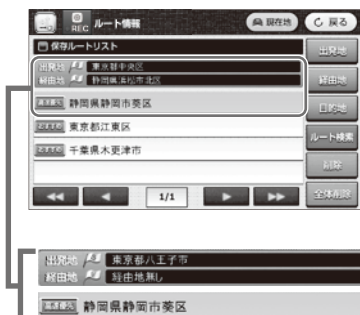 REC ルート情報 現在地 戻る
保存ルートリスト
出発地 東京都中央区
経由地 静岡県浜松市北区
静岡県静岡市葵区
東京都江東区
千葉県木更津市
1/1
出発地
経由地
目的地
ルート検索
削除
全体削除
出発地 東京都八王子市
経由地 経由地無し
静岡県静岡市葵区